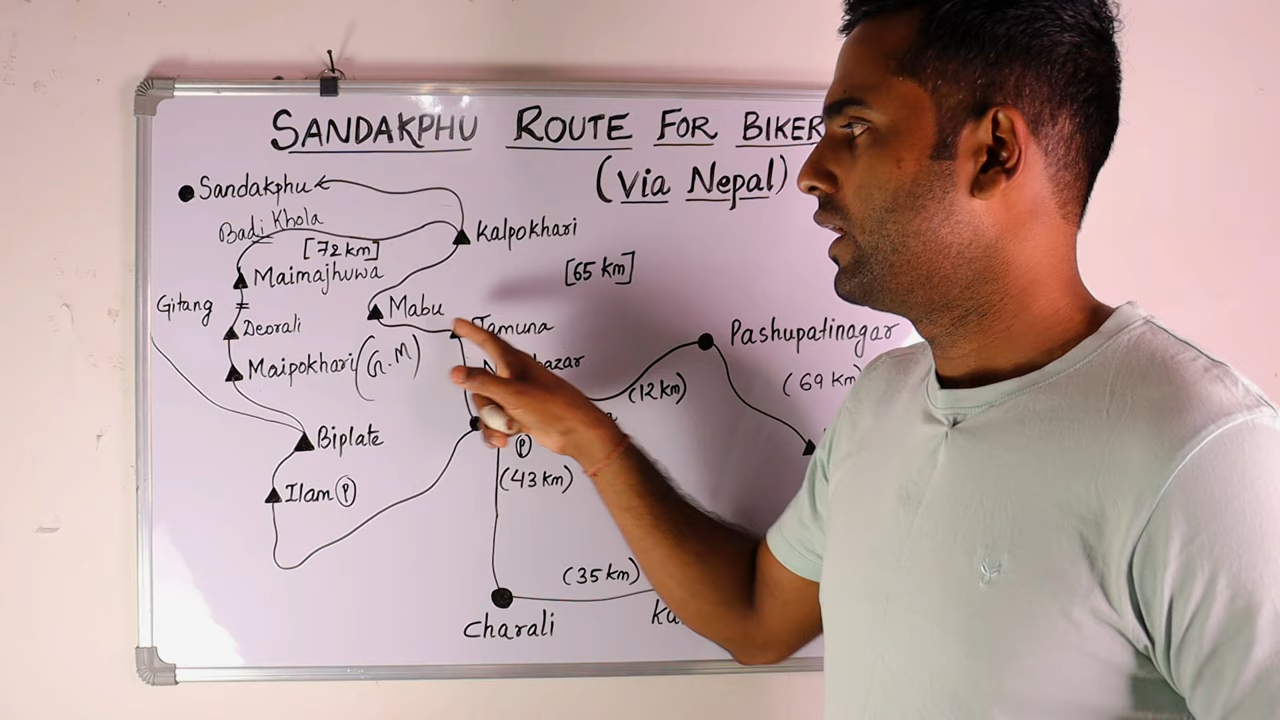 SANDAKPHU ROUTE FOR BIKER
(Via Nepal)
Sandakphu
Badi Khola
Kalpokhari
[72 km]
[65 km]
Maimajhuwa
Gitang
Mabu
Deorali
Jamuna
Pashupatinagar
Maipokhari (G.M)
bazar
(12 km)
(69 km)
Biplate
P
(43 km)
Ilam P
(35 km)
Charali